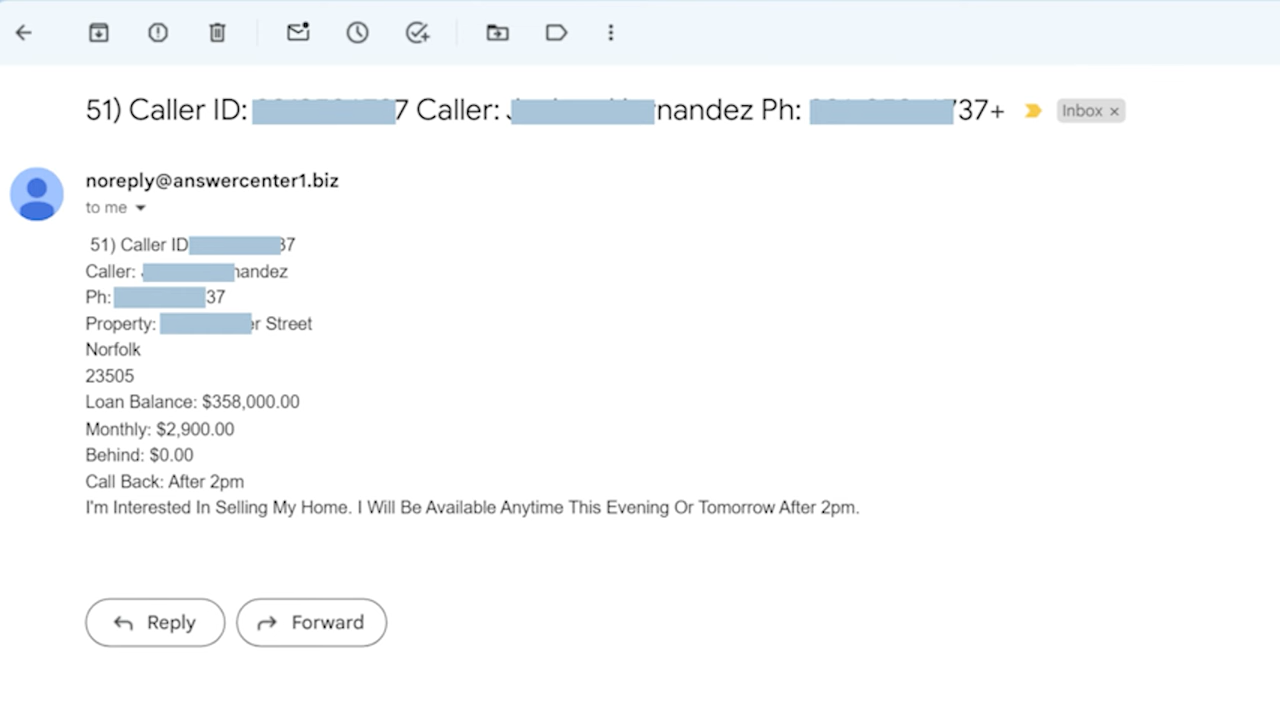 51) Caller ID: 7 Caller: nandez Ph: 737+ Inbox ×
noreply@answercenter1.biz
to me
51) Caller ID 37
Caller: nandez
Ph: 37
Property: er Street
Norfolk
23505
Loan Balance: $358,000.00
Monthly: $2,900.00
Behind: $0.00
Call Back: After 2pm
I'm Interested In Selling My Home. I Will Be Available Anytime This Evening Or Tomorrow After 2pm.
Reply
Forward